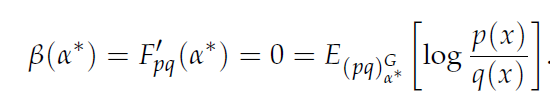 β(α*) = F′_{pq}(α*) = 0 = E_{(pq)^G_{α*}} [log p(x)/q(x)].